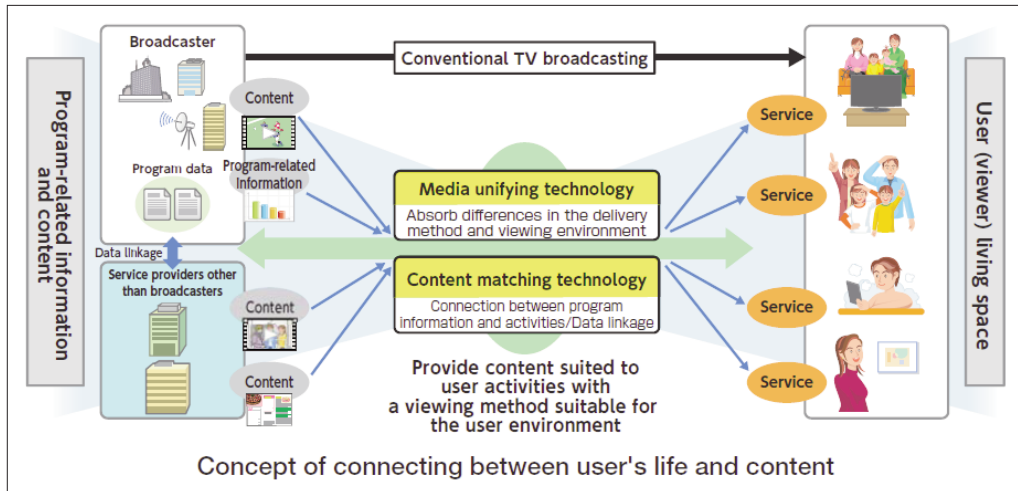 Broadcaster
Conventional TV broadcasting
Program-related information
and content
Content
Program data
Program-related
Information
Data linkage
Service providers other
than broadcasters
Content
Content
Media unifying technology
Absorb differences in the delivery
method and viewing environment
Content matching technology
Connection between program
information and activities/Data linkage
Provide content suited to
user activities with
a viewing method suitable for
the user environment
Service
Service
Service
Service
User (viewer) living space
Concept of connecting between user's life and content